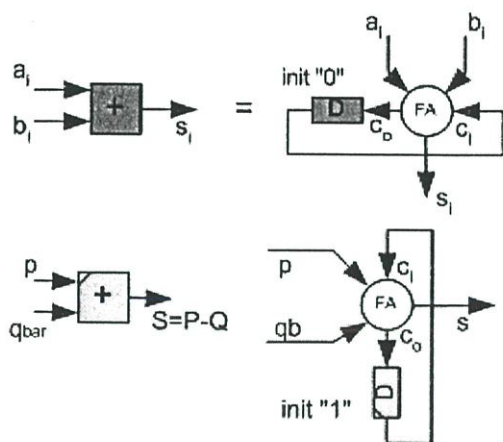 a_i b_i
init "0"
a_i + = D FA
b_i s_i c_o c_i
s_i
p
p c_i
+ FA
q_bar S=P-Q qb c_o s
D
init "1"